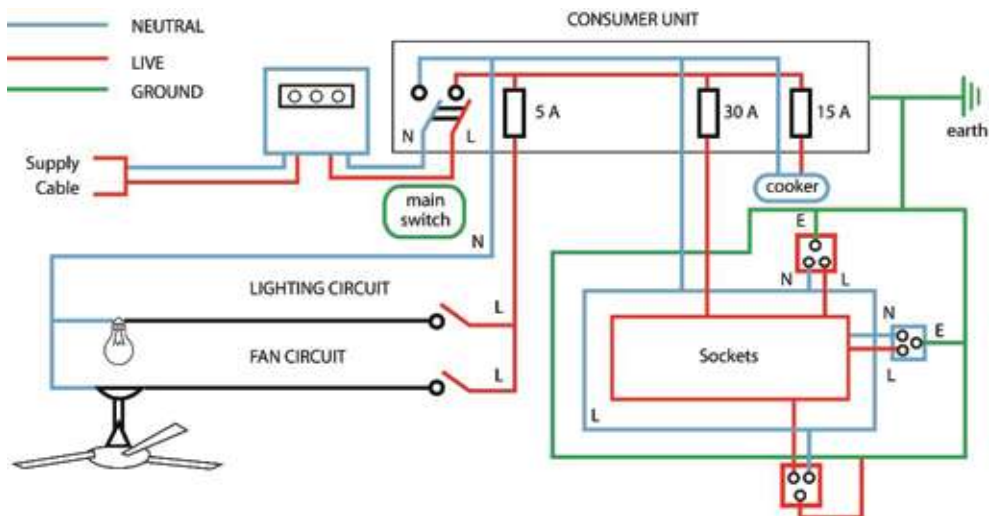 CONSUMER UNIT
NEUTRAL
LIVE
GROUND
5 A
30 A
15 A
N
L
earth
Supply
Cable
cooker
main
switch
E
N
N
L
LIGHTING CIRCUIT
L
N
E
FAN CIRCUIT
Sockets
L
L
L